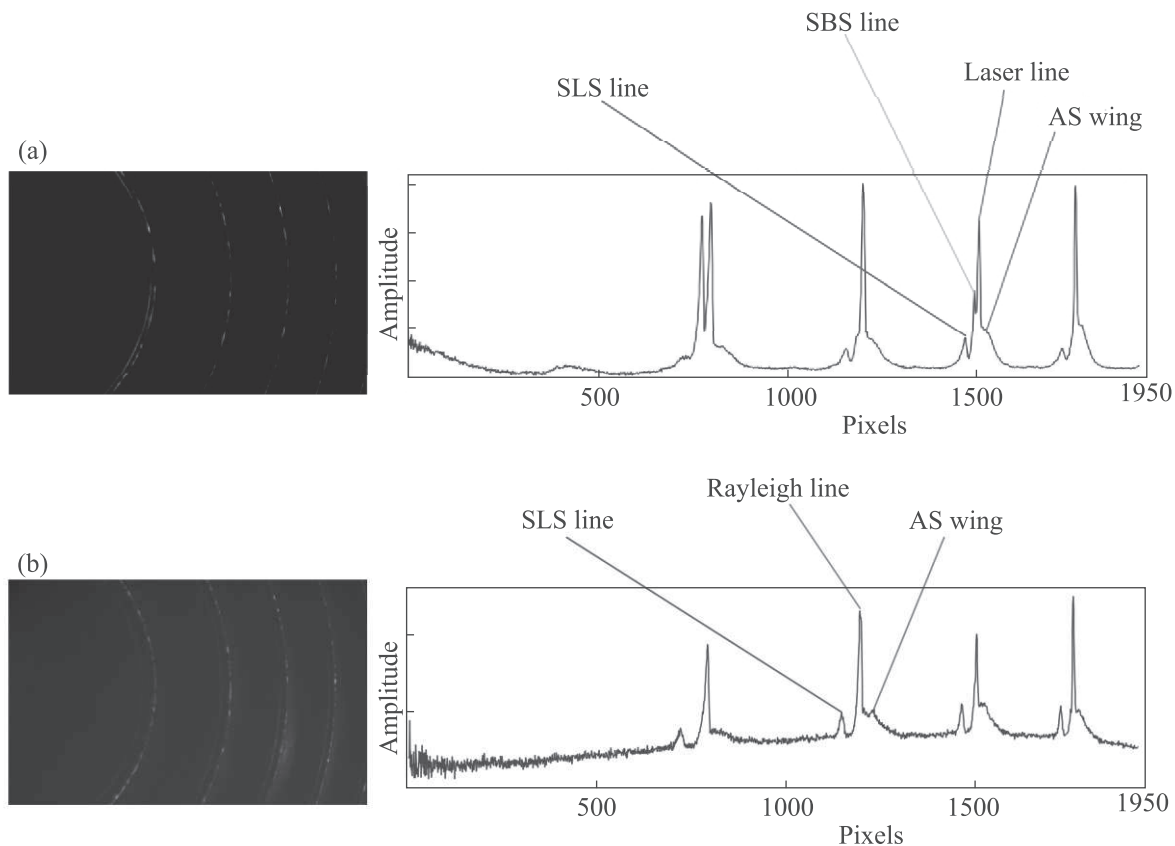 SBS line
Laser line
SLS line
AS wing
(a)
Amplitude
500
1000
1500
1950
Pixels
Rayleigh line
SLS line
AS wing
(b)
Amplitude
500
1000
1500
1950
Pixels